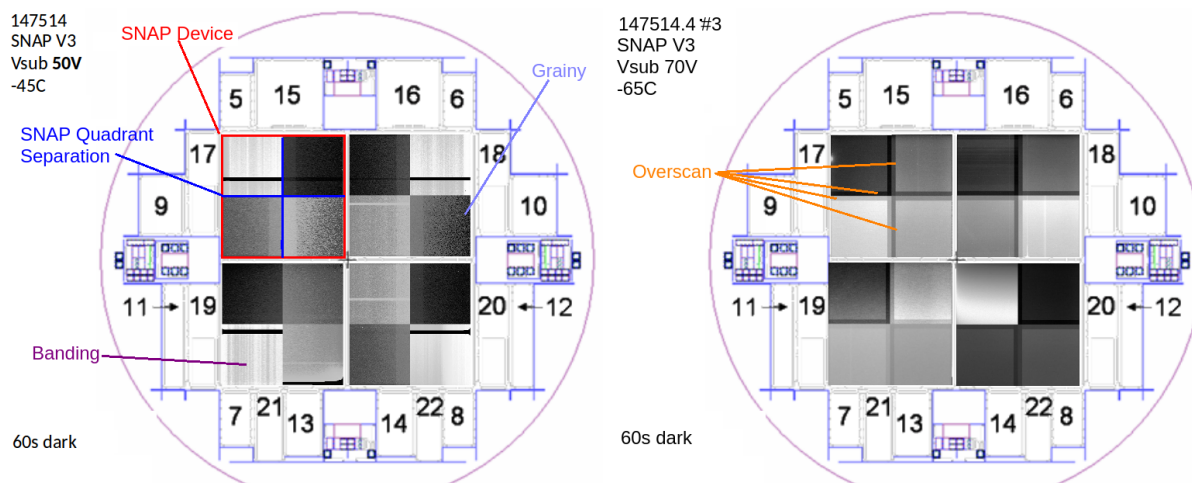 147514
SNAP V3
Vsub 50V
-45C
SNAP Device
Grainy
SNAP Quadrant
Separation
Banding
5
15
16
6
17
18
9
10
11
19
20
12
7
21
13
14
22
8
60s dark
147514.4 #3
SNAP V3
Vsub 70V
-65C
Overscan
5
15
16
6
17
18
9
10
11
19
20
12
7
21
13
14
22
8
60s dark